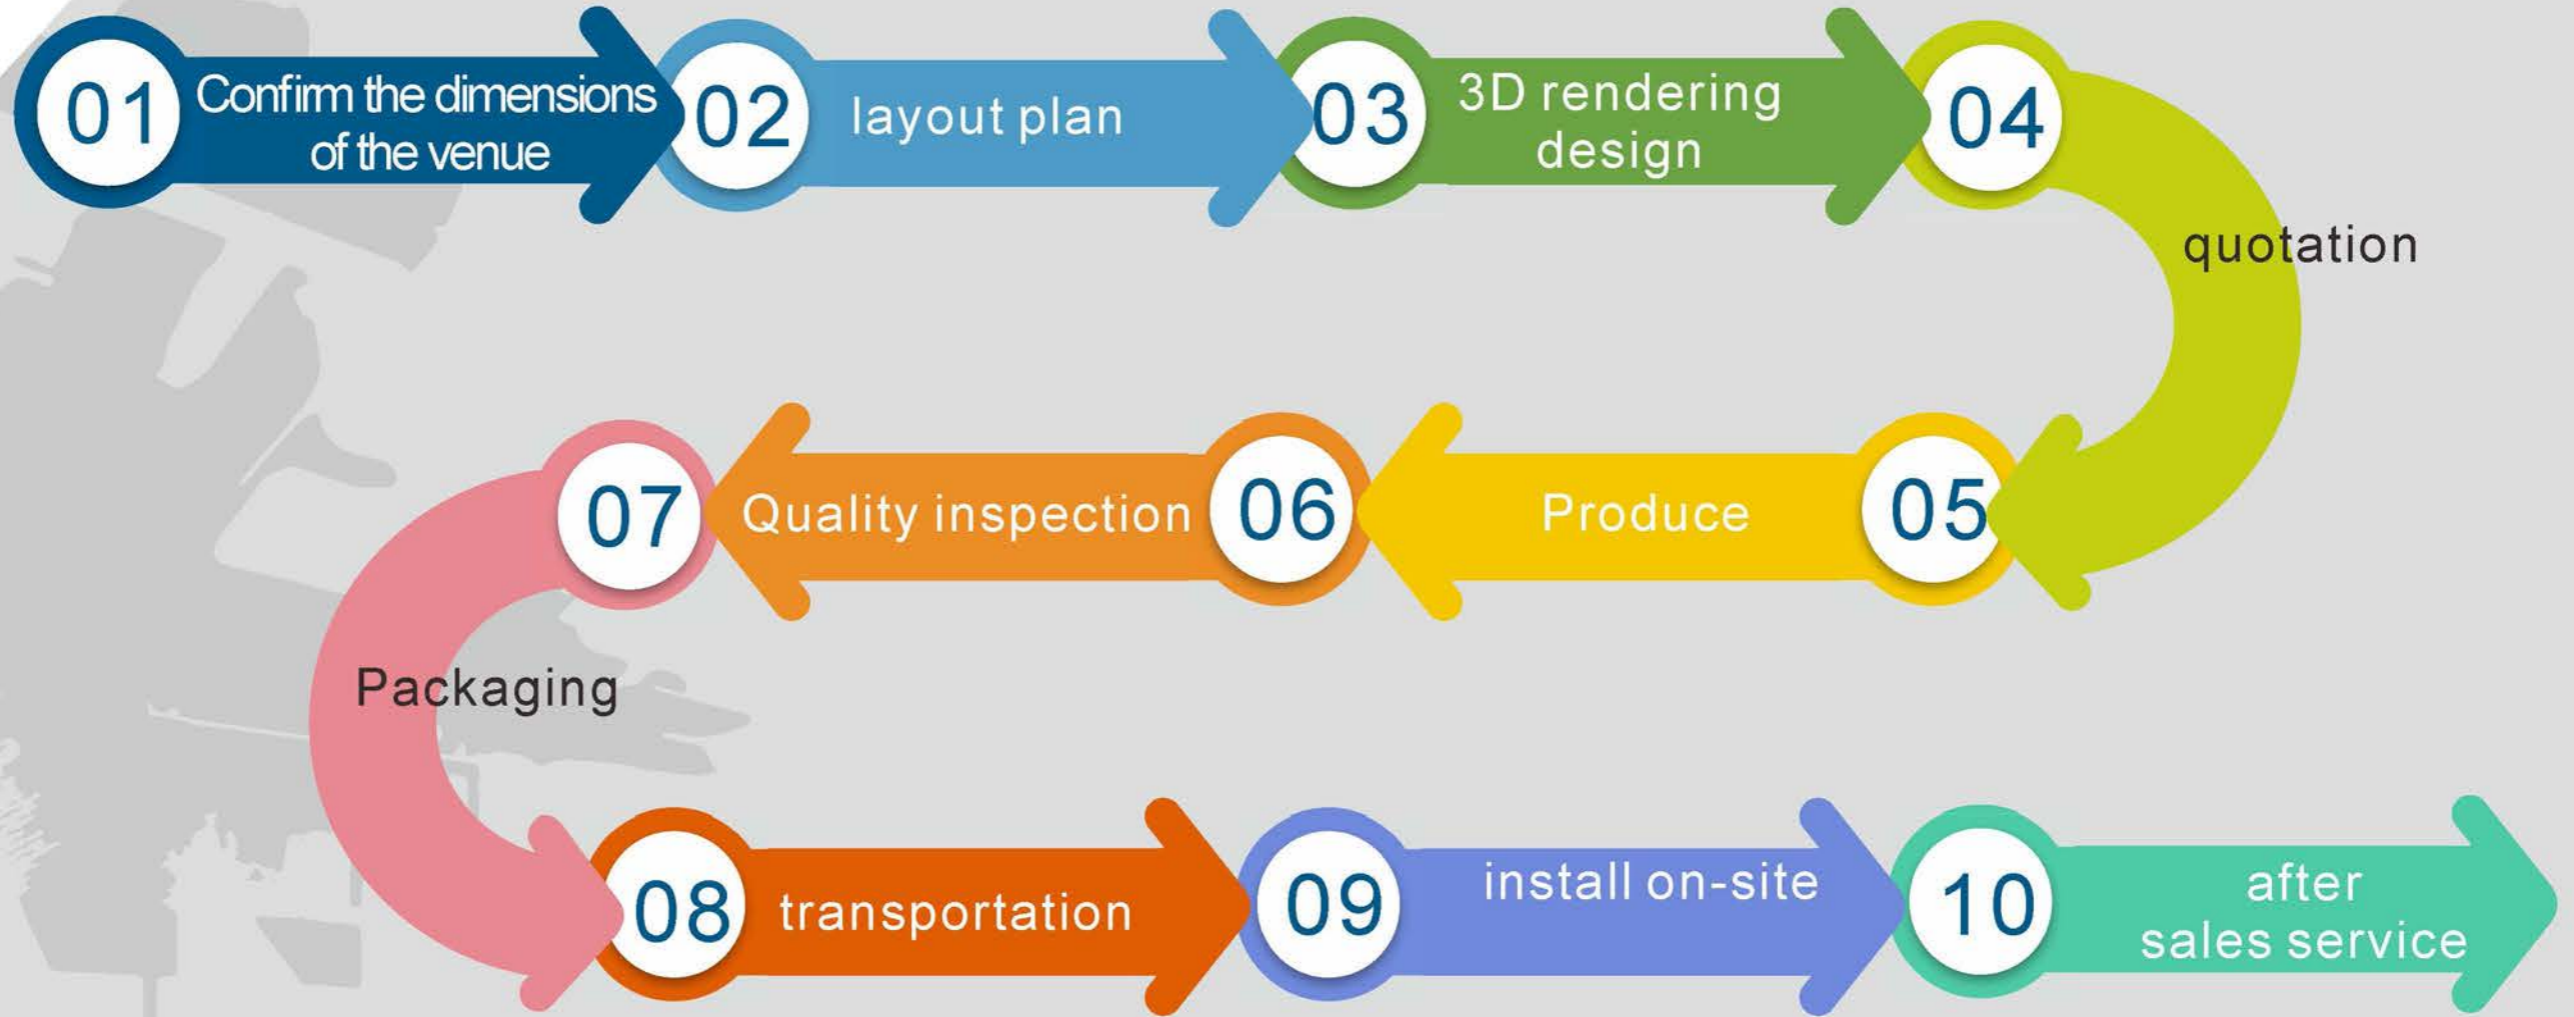 01
Confirm the dimensions
of the venue
02
layout plan
03
3D rendering
design
04
quotation
05
Produce
06
Quality inspection
07
Packaging
08
transportation
09
install on-site
10
after
sales service